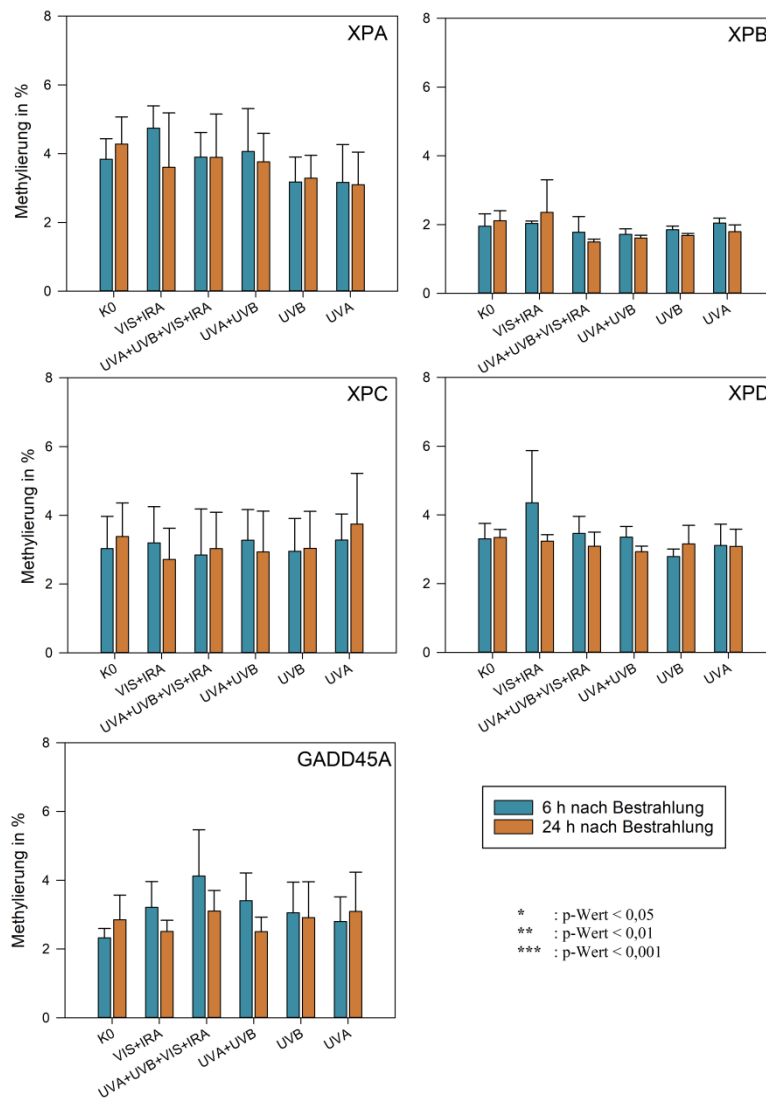 XPA
Methylierung in %
8
6
4
2
0
K0
VIS+IRA
UVA+UVB+VIS+IRA
UVA+UVB
UVB
UVA
XPB
8
6
4
2
0
K0
VIS+IRA
UVA+UVB+VIS+IRA
UVA+UVB
UVB
UVA
XPC
Methylierung in %
8
6
4
2
0
K0
VIS+IRA
UVA+UVB+VIS+IRA
UVA+UVB
UVB
UVA
XPD
8
6
4
2
0
K0
VIS+IRA
UVA+UVB+VIS+IRA
UVA+UVB
UVB
UVA
GADD45A
Methylierung in %
8
6
4
2
0
K0
VIS+IRA
UVA+UVB+VIS+IRA
UVA+UVB
UVB
UVA
6 h nach Bestrahlung
24 h nach Bestrahlung
* : p-Wert < 0,05
** : p-Wert < 0,01
*** : p-Wert < 0,001